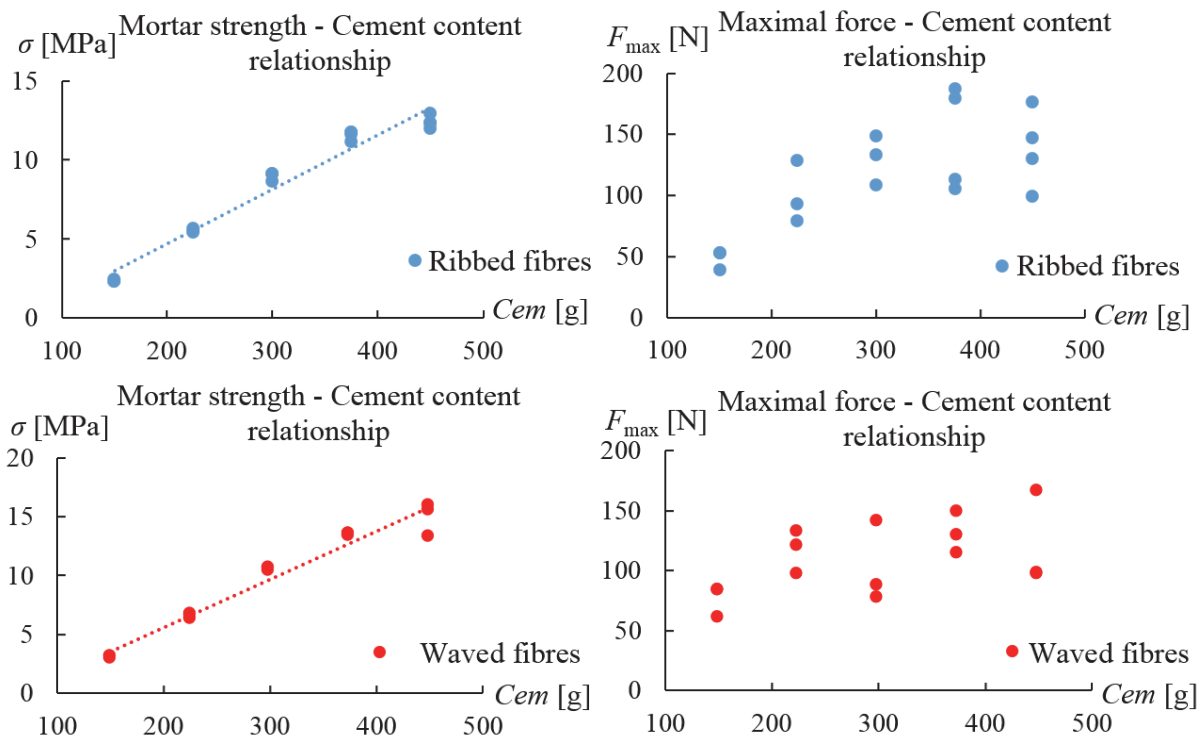 Mortar strength - Cement content
relationship
σ [MPa]
15
10
5
0
100 200 300 400 500
Cem [g]
Ribbed fibres
Maximal force - Cement content
relationship
Fmax [N]
200
150
100
50
0
100 200 300 400 500
Cem [g]
Ribbed fibres
Mortar strength - Cement content
relationship
σ [MPa]
20
15
10
5
0
100 200 300 400 500
Cem [g]
Waved fibres
Maximal force - Cement content
relationship
Fmax [N]
200
150
100
50
0
100 200 300 400 500
Cem [g]
Waved fibres